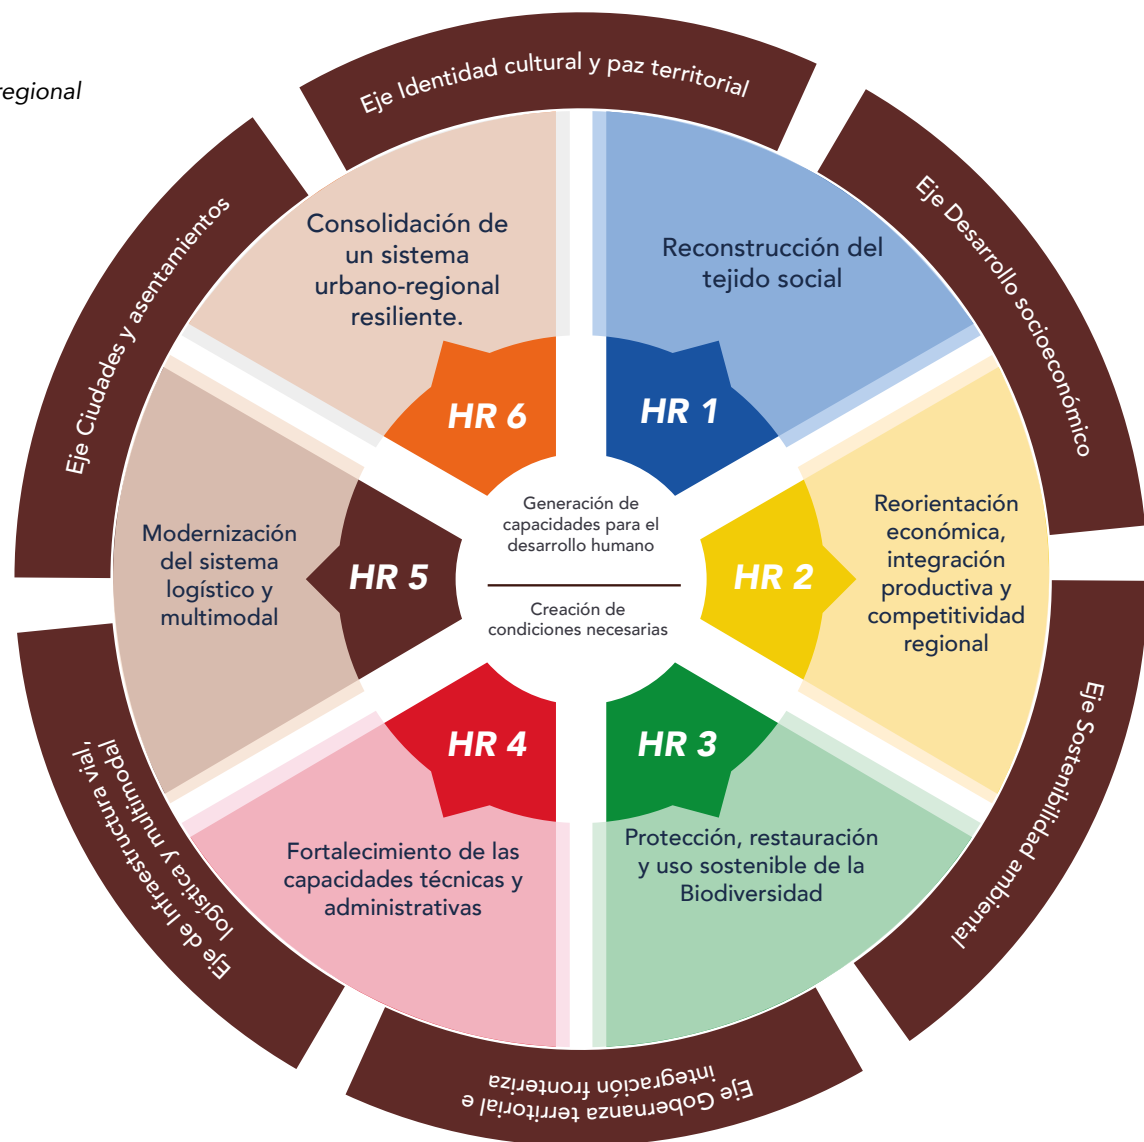 regional
Eje Identidad cultural y paz territorial
Eje Desarrollo socioeconómico
Eje Sostenibilidad ambiental
Eje Gobernanza territorial e
integración fronteriza
Eje de Infraestructura vial,
logística y multimodal
Eje Ciudades y asentamientos
Reconstrucción del
tejido social
HR 1
Reorientación
económica,
integración
productiva y
competitividad
regional
HR 2
Protección, restauración
y uso sostenible de la
Biodiversidad
HR 3
Fortalecimiento de las
capacidades técnicas y
administrativas
HR 4
Modernización
del sistema
logístico y
multimodal
HR 5
Consolidación de
un sistema
urbano-regional
resiliente.
HR 6
Generación de
capacidades para el
desarrollo humano
Creación de
condiciones necesarias